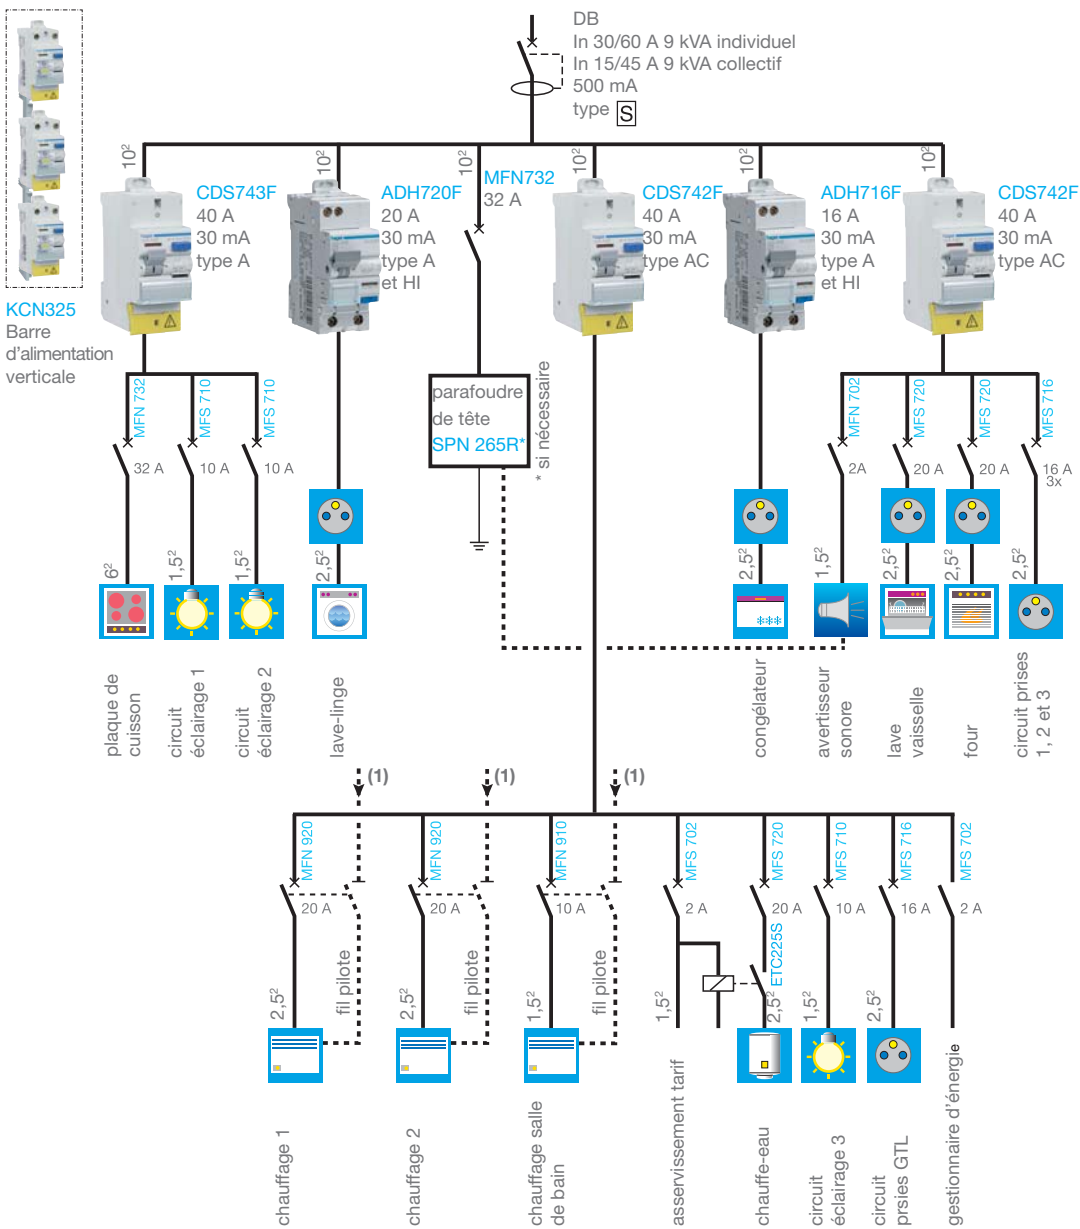 DB
In 30/60 A 9 kVA individuel
In 15/45 A 9 kVA collectif
500 mA
type S
KCN325
Barre
d'alimentation
verticale
10²
CDS743F
40 A
30 mA
type A
10²
ADH720F
20 A
30 mA
type A
et HI
10²
MFN732
32 A
10²
CDS742F
40 A
30 mA
type AC
10²
ADH716F
16 A
30 mA
type A
et HI
10²
CDS742F
40 A
30 mA
type AC
MFN 732
32 A
6²
plaque de
cuisson
MFS 710
10 A
1,5²
circuit
éclairage 1
MFS 710
10 A
1,5²
circuit
éclairage 2
2,5²
lave-linge
parafoudre
de tête
SPN 265R*
* si nécessaire
2,5²
congélateur
MFN 702
2A
1,5²
avertisseur
sonore
MFS 720
20 A
2,5²
lave
vaisselle
MFS 720
20 A
2,5²
four
MFS 716
16 A
3x
2,5²
circuit prises
1, 2 et 3
(1)
(1)
(1)
MFN 920
20 A
2,5²
fil pilote
chauffage 1
MFN 920
20 A
2,5²
fil pilote
chauffage 2
MFN 910
10 A
1,5²
fil pilote
chauffage salle
de bain
MFS 702
2 A
1,5²
asservissement tarif
MFS 720
20 A
ETC225S
2,5²
chauffe-eau
MFS 710
10 A
1,5²
circuit
éclairage 3
MFS 716
16 A
2,5²
circuit
prsies GTL
MFS 702
2 A
gestionnaire d'énergie